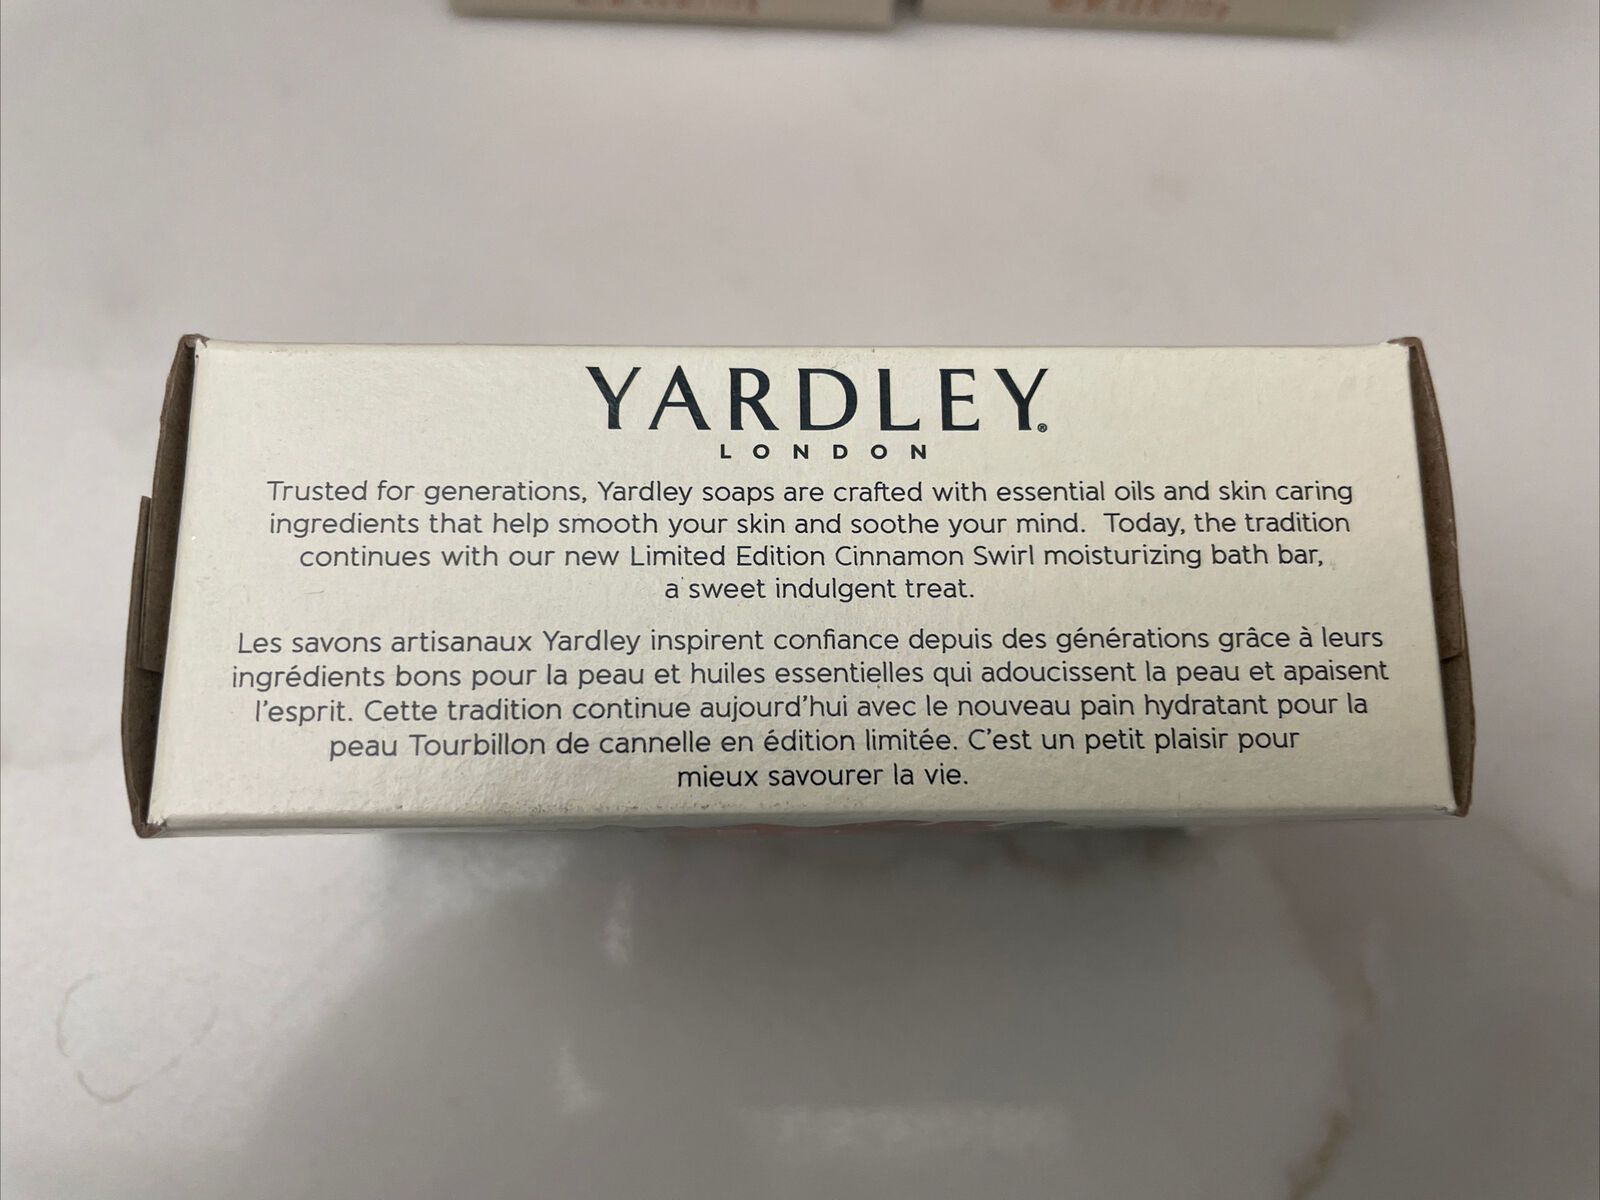 YARDLEY®
LONDON
Trusted for generations, Yardley soaps are crafted with essential oils and skin caring
ingredients that help smooth your skin and soothe your mind. Today, the tradition
continues with our new Limited Edition Cinnamon Swirl moisturizing bath bar,
a sweet indulgent treat.
Les savons artisanaux Yardley inspirent confiance depuis des générations grâce à leurs
ingrédients bons pour la peau et huiles essentielles qui adoucissent la peau et apaisent
l'esprit. Cette tradition continue aujourd'hui avec le nouveau pain hydratant pour la
peau Tourbillon de cannelle en édition limitée. C'est un petit plaisir pour
mieux savourer la vie.